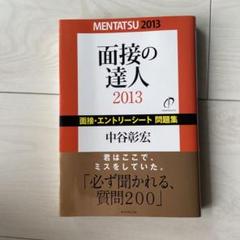 MENTATSU 2013
面接の
達人
2013
面接・エントリーシート 問題集
中谷彰宏
君はここで、
ミスをしていた。
「必ず聞かれる、
質問200」